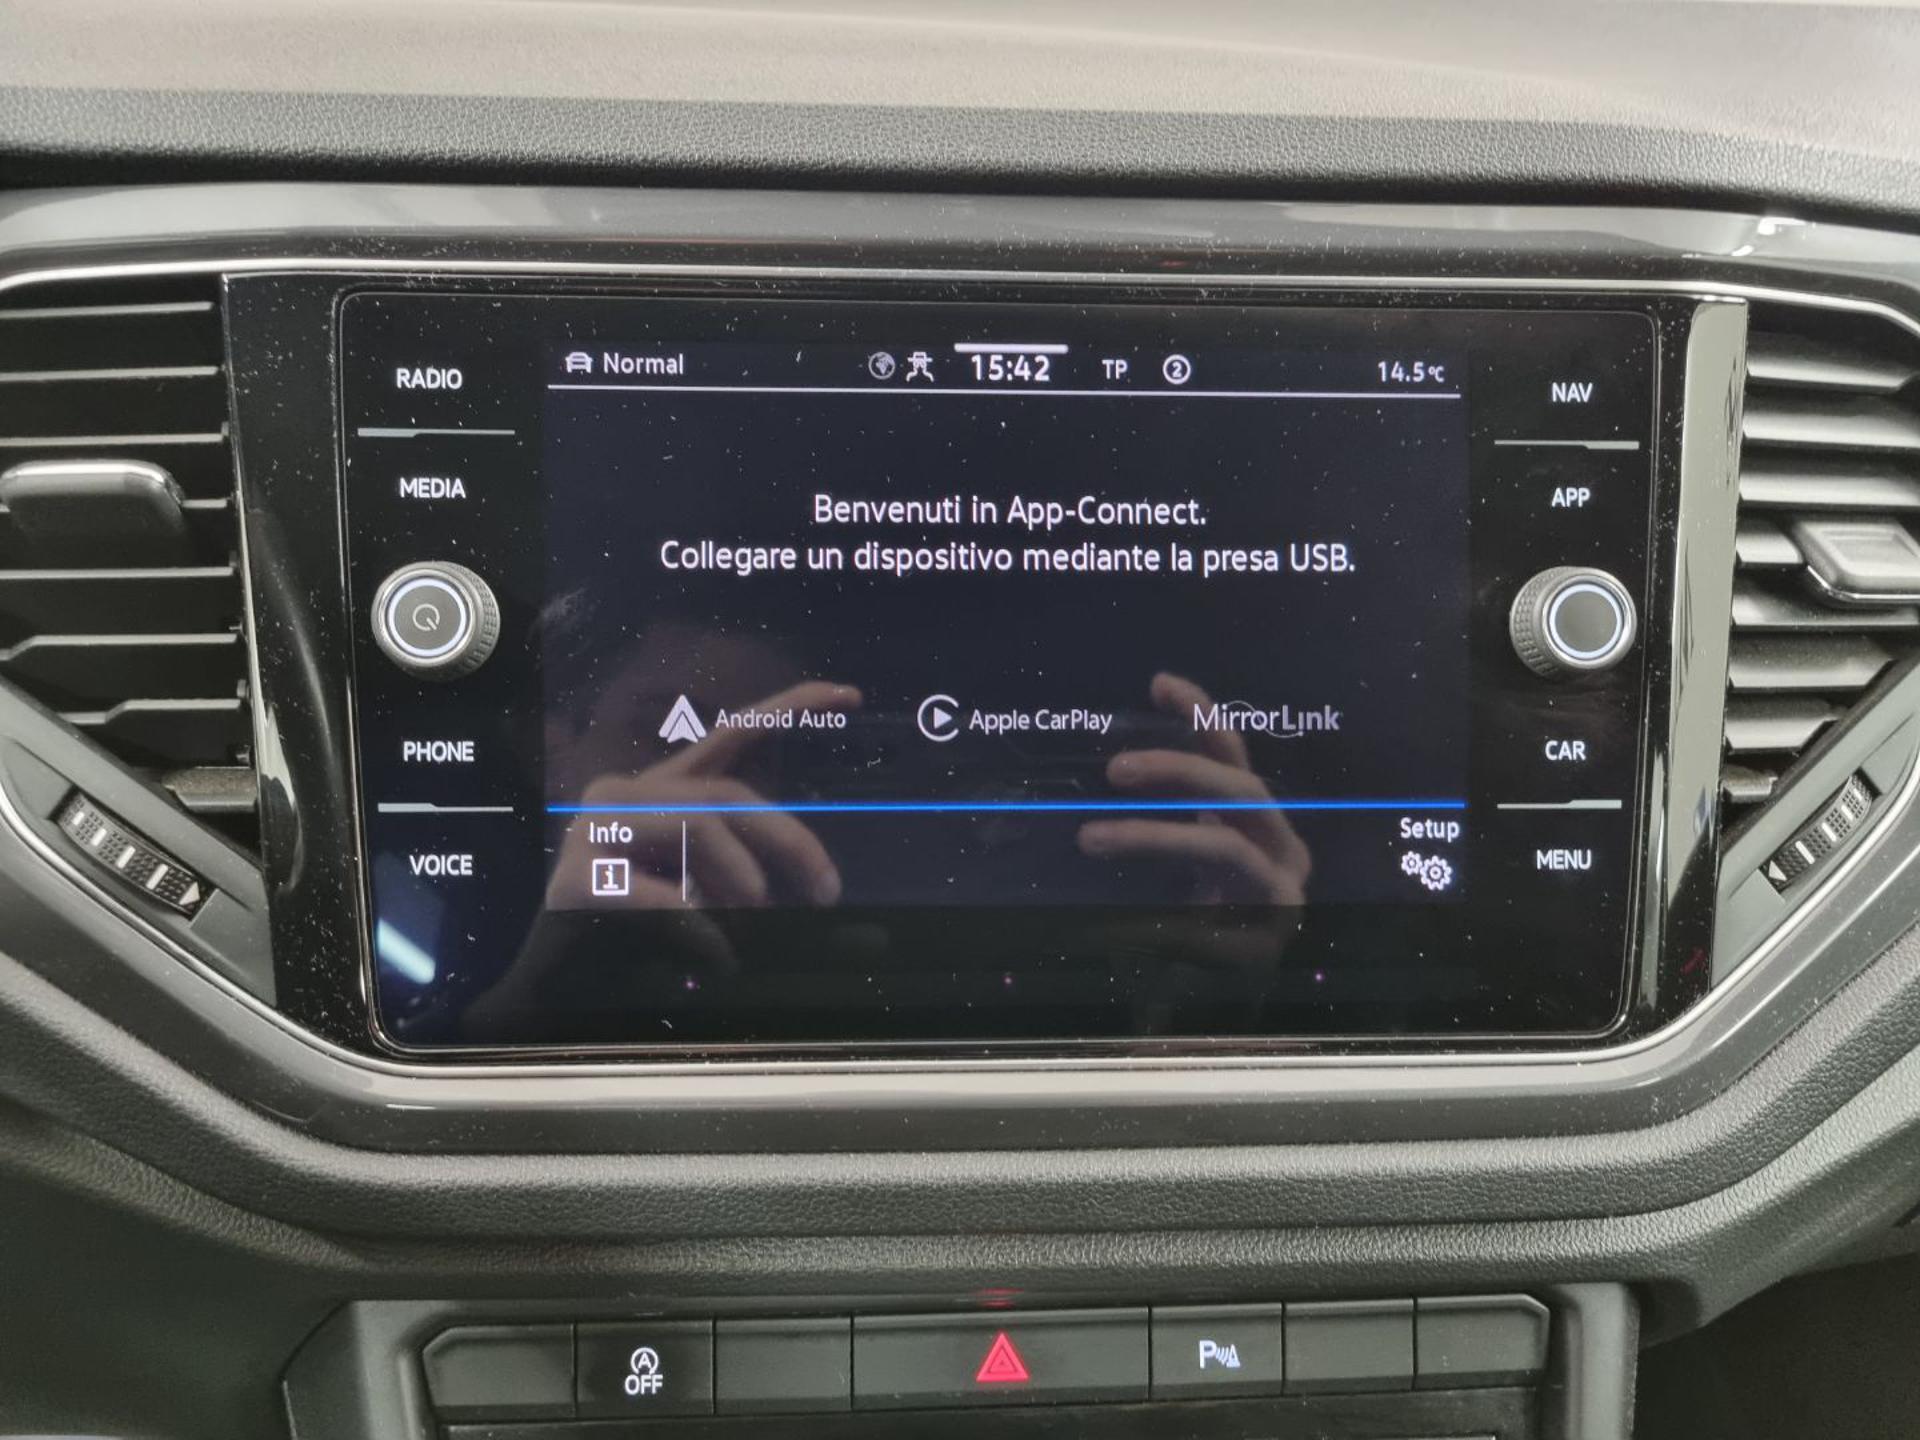 RADIO
MEDIA
PHONE
VOICE
Normal
15:42
TP
2
14.5°C
Benvenuti in App-Connect.
Collegare un dispositivo mediante la presa USB.
Android Auto
Apple CarPlay
MirrorLink
Info
i
Setup
NAV
APP
CAR
MENU
A
OFF
P